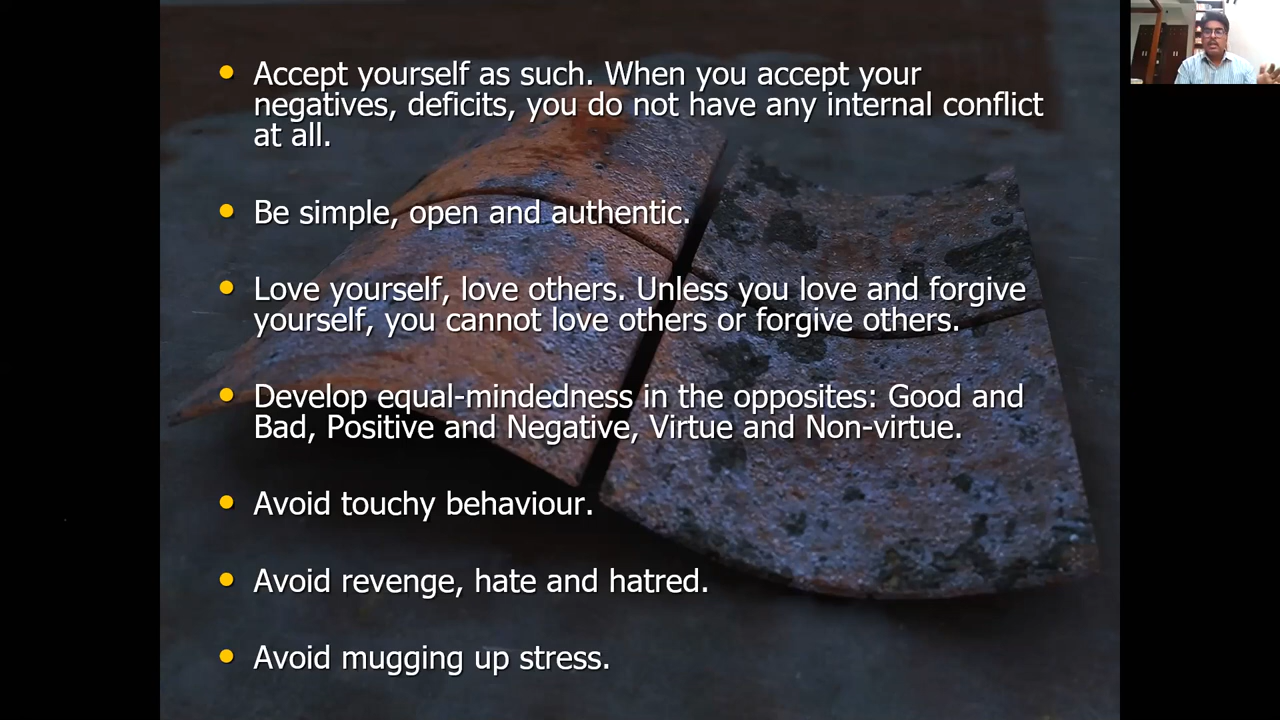 Accept yourself as such. When you accept your
negatives, deficits, you do not have any internal conflict
at all.
Be simple, open and authentic.
Love yourself, love others. Unless you love and forgive
yourself, you cannot love others or forgive others.
Develop equal-mindedness in the opposites: Good and
Bad, Positive and Negative, Virtue and Non-virtue.
Avoid touchy behaviour.
Avoid revenge, hate and hatred.
Avoid mugging up stress.